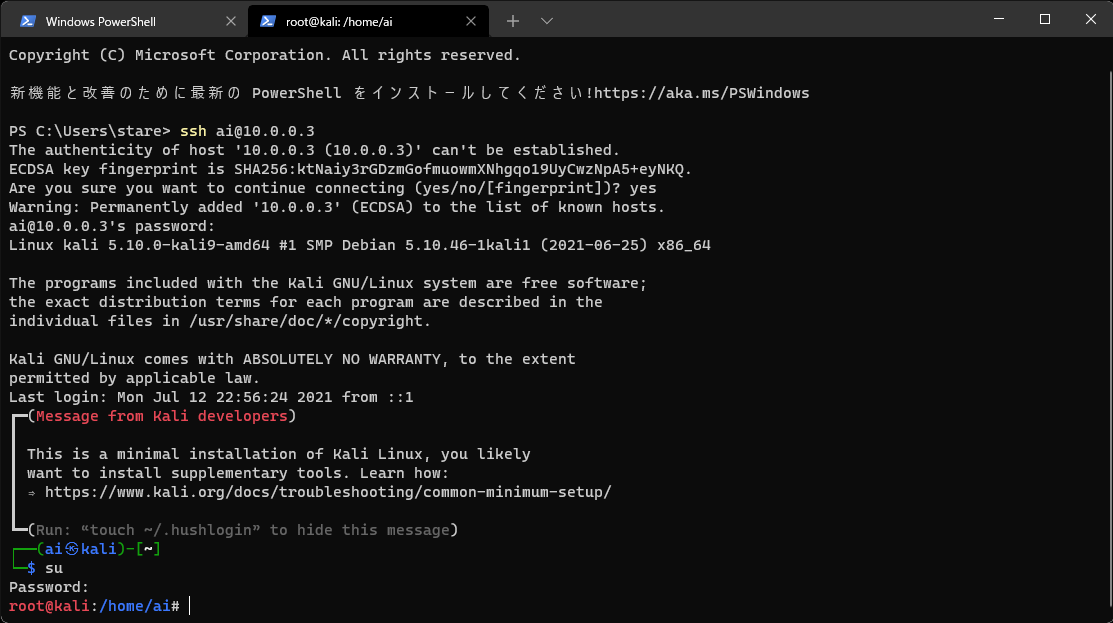 Windows PowerShell
root@kali: /home/ai
Copyright (C) Microsoft Corporation. All rights reserved.
新機能と改善のために最新の PowerShell をインストールしてください!https://aka.ms/PSWindows
PS C:\Users\stare> ssh ai@10.0.0.3
The authenticity of host '10.0.0.3 (10.0.0.3)' can't be established.
ECDSA key fingerprint is SHA256:ktNaiy3rGDzmGofmuowmXNhgqo19UyCwzNpA5+eyNKQ.
Are you sure you want to continue connecting (yes/no/[fingerprint])? yes
Warning: Permanently added '10.0.0.3' (ECDSA) to the list of known hosts.
ai@10.0.0.3's password:
Linux kali 5.10.0-kali9-amd64 #1 SMP Debian 5.10.46-1kali1 (2021-06-25) x86_64
The programs included with the Kali GNU/Linux system are free software;
the exact distribution terms for each program are described in the
individual files in /usr/share/doc/*/copyright.
Kali GNU/Linux comes with ABSOLUTELY NO WARRANTY, to the extent
permitted by applicable law.
Last login: Mon Jul 12 22:56:24 2021 from ::1
┏━(Message from Kali developers)
┃ This is a minimal installation of Kali Linux, you likely
┃ want to install supplementary tools. Learn how:
┃ ⇒ https://www.kali.org/docs/troubleshooting/common-minimum-setup/
┗━(Run: “touch ~/.hushlogin” to hide this message)
┌──(ai㉿kali)-[~]
└─$ su
Password:
root@kali:/home/ai#